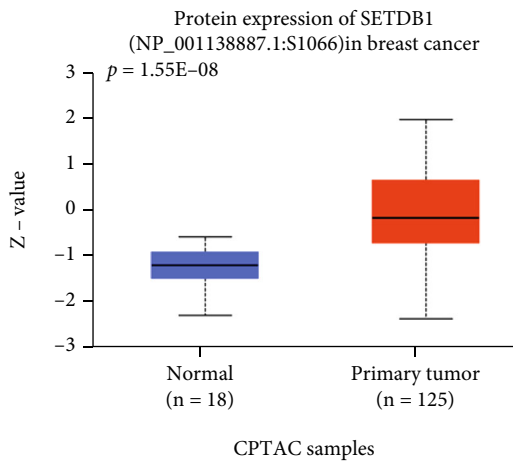 Protein expression of SETDB1
(NP_001138887.1:S1066)in breast cancer
p = 1.55E–08
3
2
1
0
–1
–2
–3
Z – value
Normal
(n = 18)
Primary tumor
(n = 125)
CPTAC samples